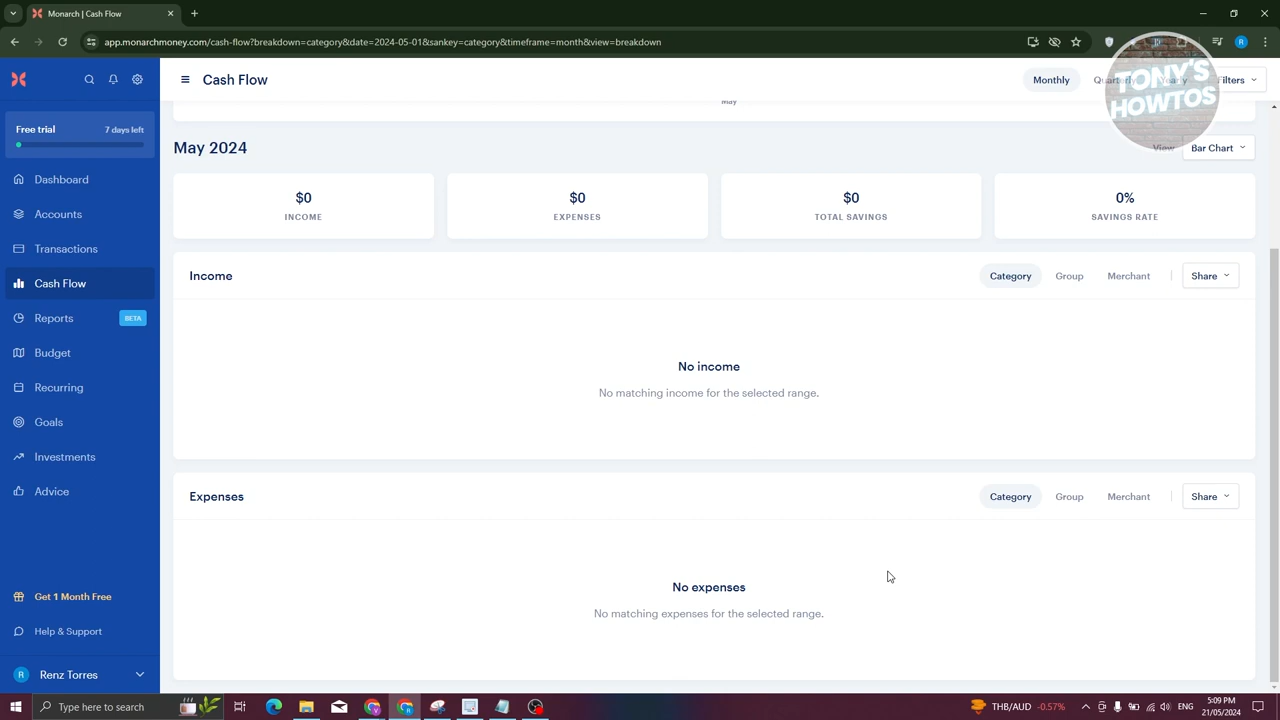 Monarch | Cash Flow
app.monarchmoney.com/cash-flow?breakdown=category&date=2024-05-01&sankey=category&timeframe=month&view=breakdown
Cash Flow
Monthly
Quarterly
Yearly
Filters
TONY'S
HOWTOS
Free trial
7 days left
Dashboard
Accounts
Transactions
Cash Flow
Reports
BETA
Budget
Recurring
Goals
Investments
Advice
Get 1 Month Free
Help & Support
R
Renz Torres
May
May 2024
View
Bar Chart
$0
INCOME
$0
EXPENSES
$0
TOTAL SAVINGS
0%
SAVINGS RATE
Income
Category
Group
Merchant
Share
No income
No matching income for the selected range.
Expenses
Category
Group
Merchant
Share
No expenses
No matching expenses for the selected range.
Type here to search
THB/AUD
-0.57%
5:09 PM
21/05/2024